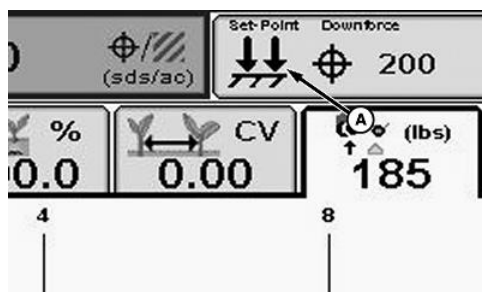 Set-Point Downforce
(sds/ac)
200
A
%
CV
(lbs)
0.0
0.00
185
4
8